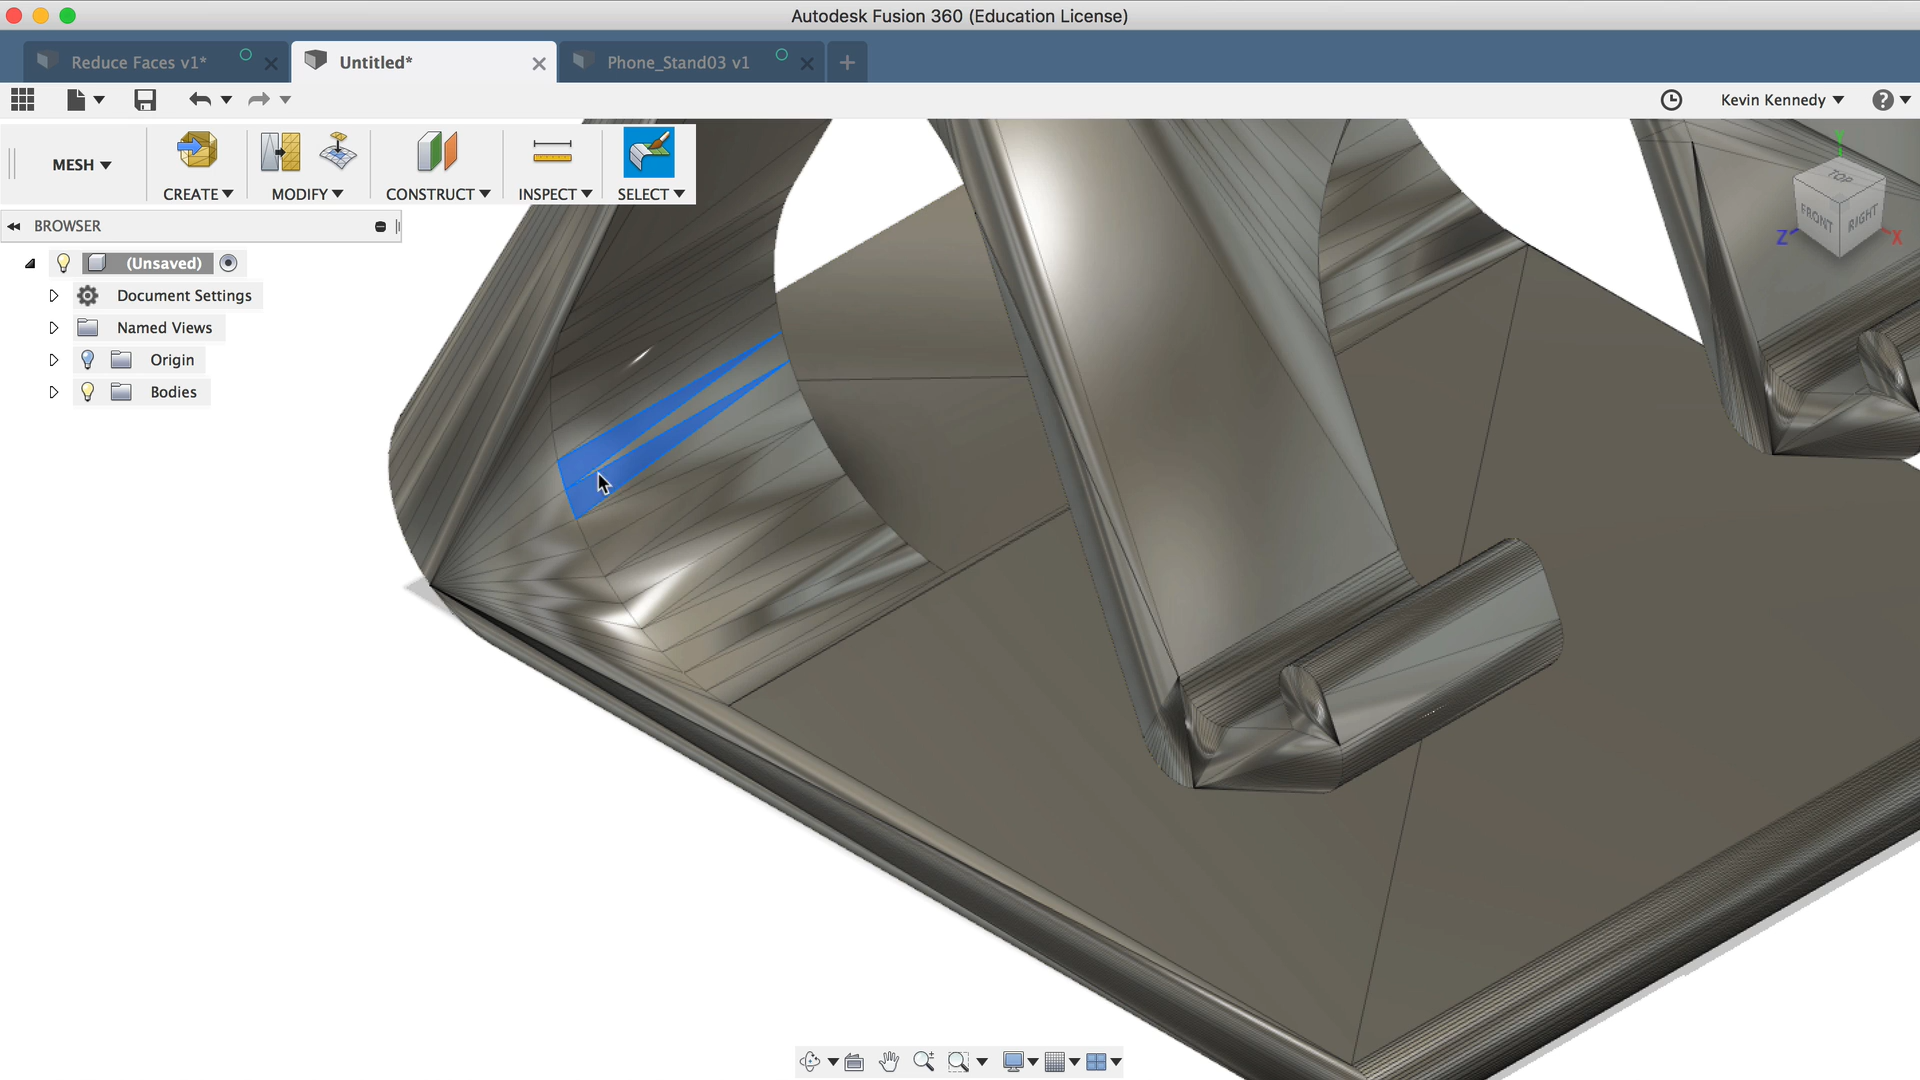 Autodesk Fusion 360 (Education License)
Reduce Faces v1*
Untitled*
Phone_Stand03 v1
Kevin Kennedy
MESH
CREATE
MODIFY
CONSTRUCT
INSPECT
SELECT
BROWSER
(Unsaved)
Document Settings
Named Views
Origin
Bodies
Y
TOP
FRONT
RIGHT
Z
X